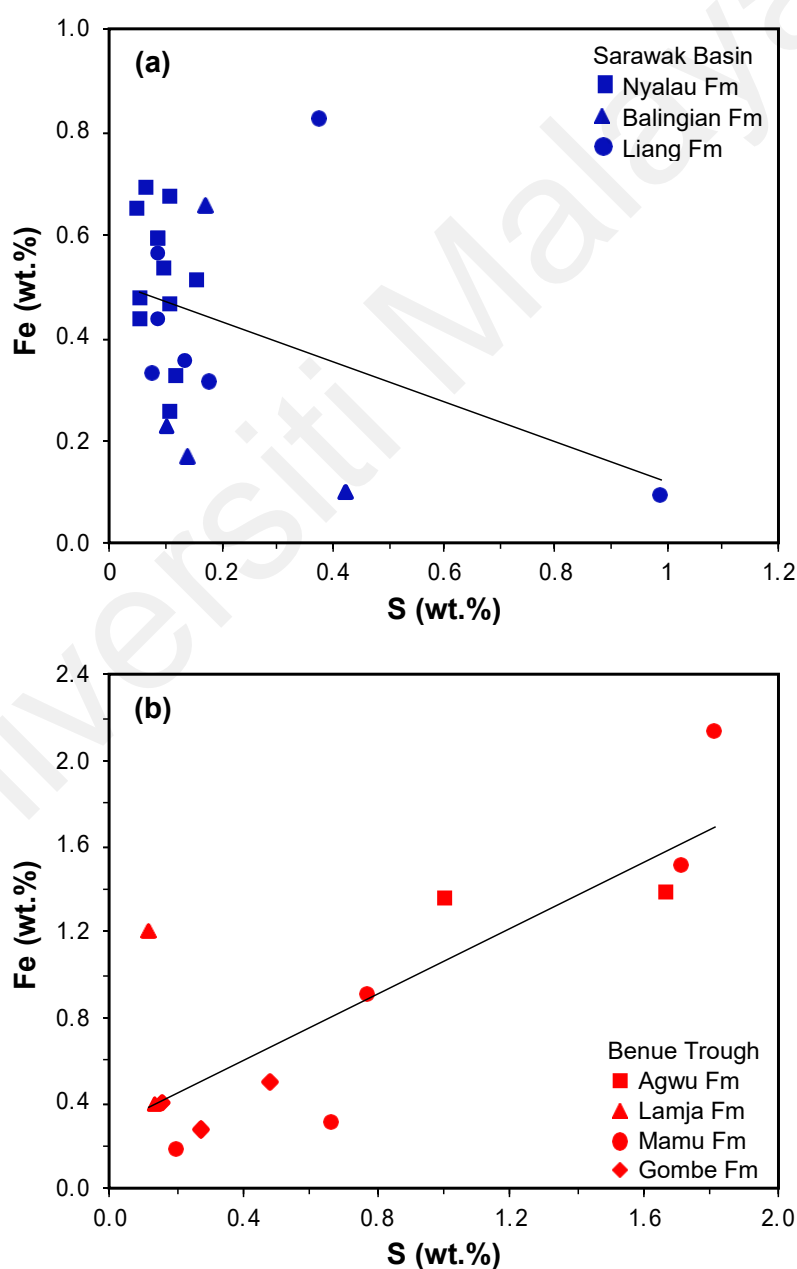 (a)
Sarawak Basin
Nyalau Fm
Balingian Fm
Liang Fm
1.0
0.8
0.6
0.4
0.2
0.0
Fe (wt.%)
0 0.2 0.4 0.6 0.8 1 1.2
S (wt.%)
(b)
2.4
2.0
1.6
1.2
0.8
0.4
0.0
Fe (wt.%)
Benue Trough
Agwu Fm
Lamja Fm
Mamu Fm
Gombe Fm
0.0 0.4 0.8 1.2 1.6 2.0
S (wt.%)
iversiti Malaya